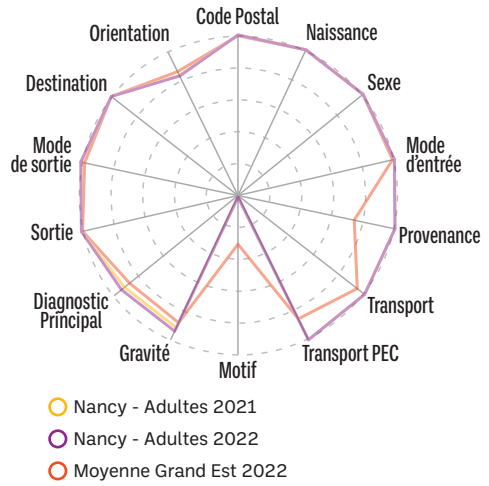 Code Postal
Naissance
Sexe
Mode
d'entrée
Provenance
Transport
Transport PEC
Motif
Gravité
Diagnostic
Principal
Sortie
Mode
de sortie
Destination
Orientation
Nancy - Adultes 2021
Nancy - Adultes 2022
Moyenne Grand Est 2022